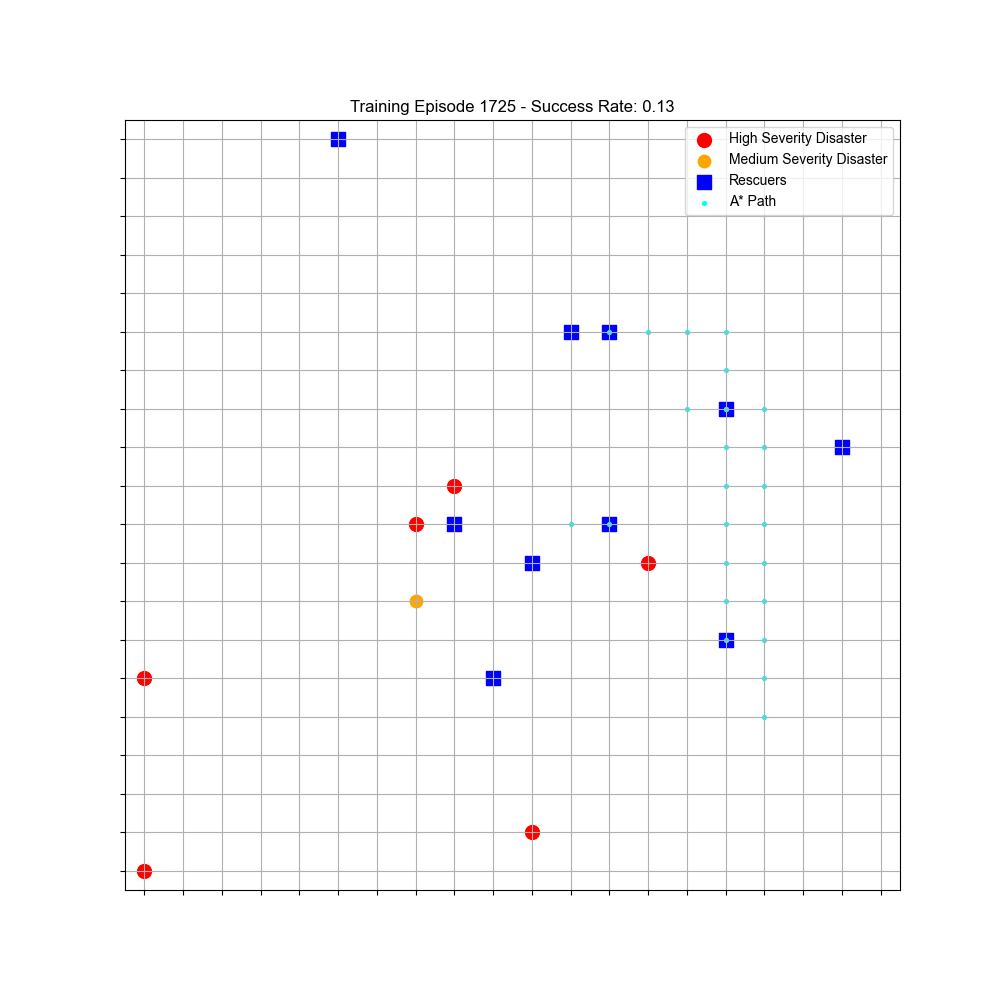 Training Episode 1725 - Success Rate: 0.13
High Severity Disaster
Medium Severity Disaster
Rescuers
A* Path